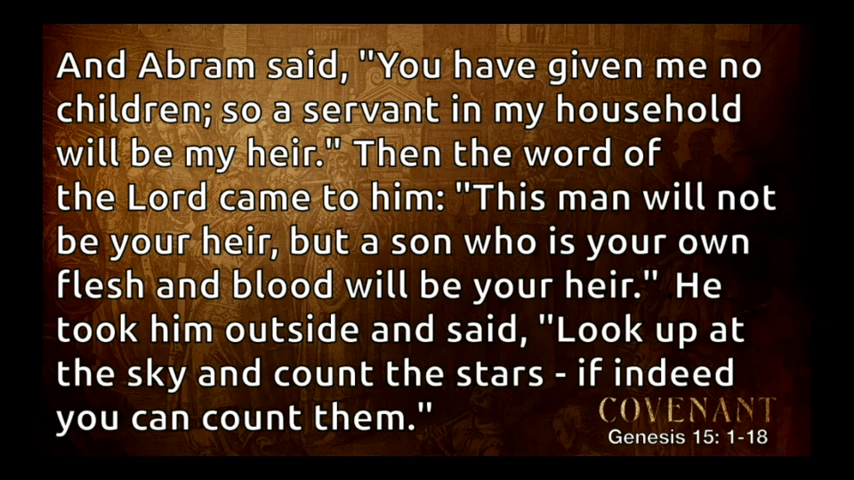 And Abram said, "You have given me no
children; so a servant in my household
will be my heir." Then the word of
the Lord came to him: "This man will not
be your heir, but a son who is your own
flesh and blood will be your heir." He
took him outside and said, "Look up at
the sky and count the stars - if indeed
you can count them."
COVENANT
Genesis 15: 1-18